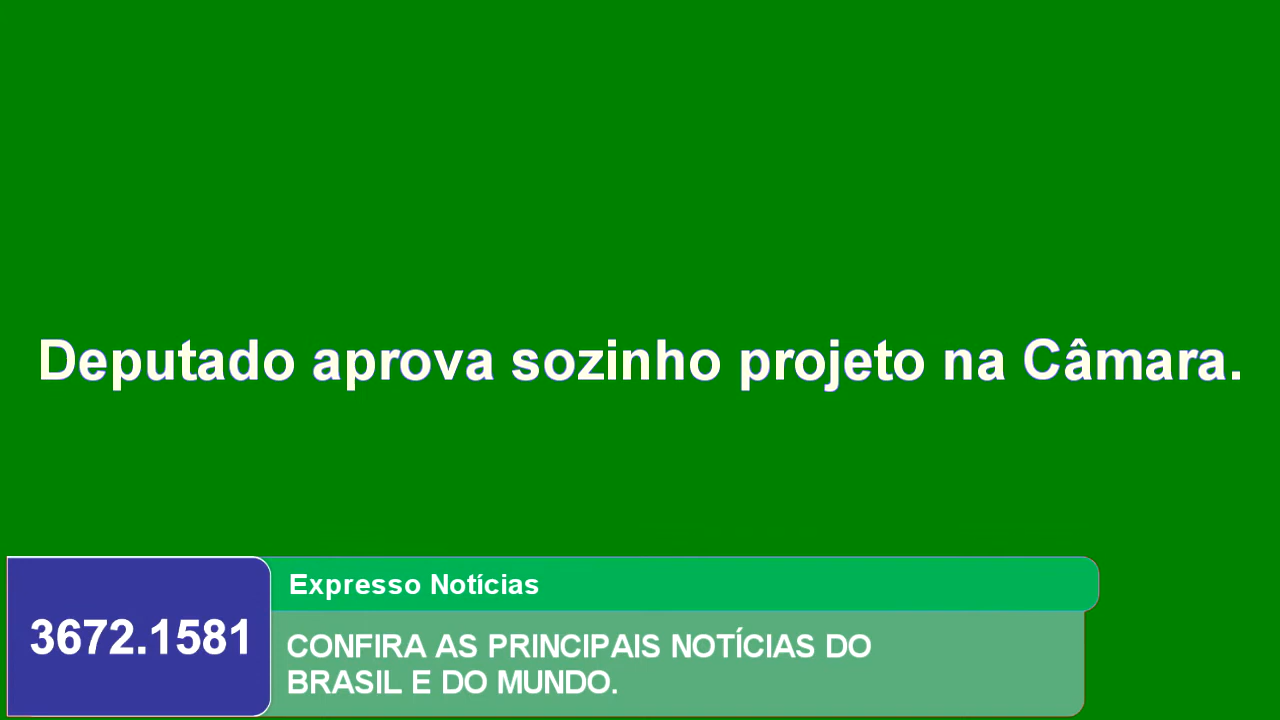 Deputado aprova sozinho projeto na Câmara.
Expresso Notícias
3672.1581
CONFIRA AS PRINCIPAIS NOTÍCIAS DO
BRASIL E DO MUNDO.